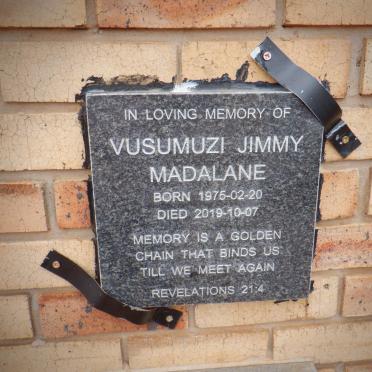 IN LOVING MEMORY OF
VUSUMUZI JIMMY
MADALANE
BORN 1975-02-20
DIED 2019-10-07
MEMORY IS A GOLDEN
CHAIN THAT BINDS US
TILL WE MEET AGAIN
REVELATIONS 21:4